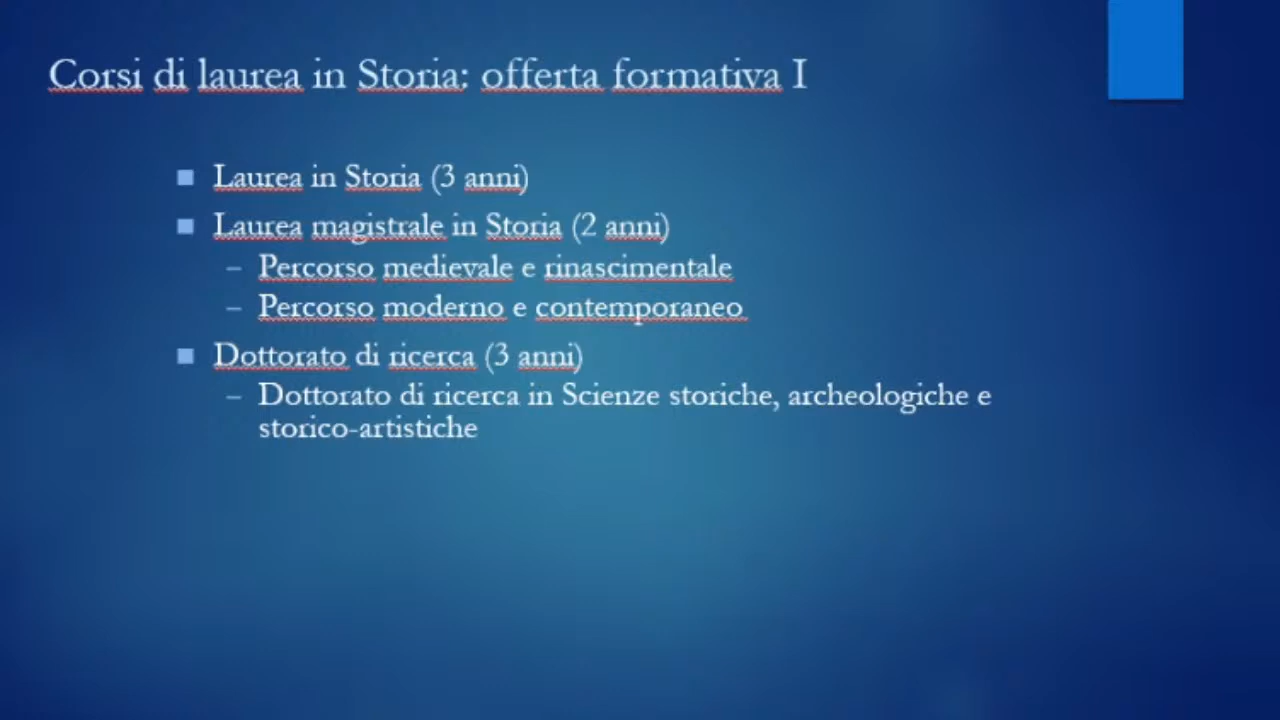 Corsi di laurea in Storia: offerta formativa I
Laurea in Storia (3 anni)
Laurea magistrale in Storia (2 anni)
– Percorso medievale e rinascimentale
– Percorso moderno e contemporaneo
Dottorato di ricerca (3 anni)
– Dottorato di ricerca in Scienze storiche, archeologiche e
storico-artistiche